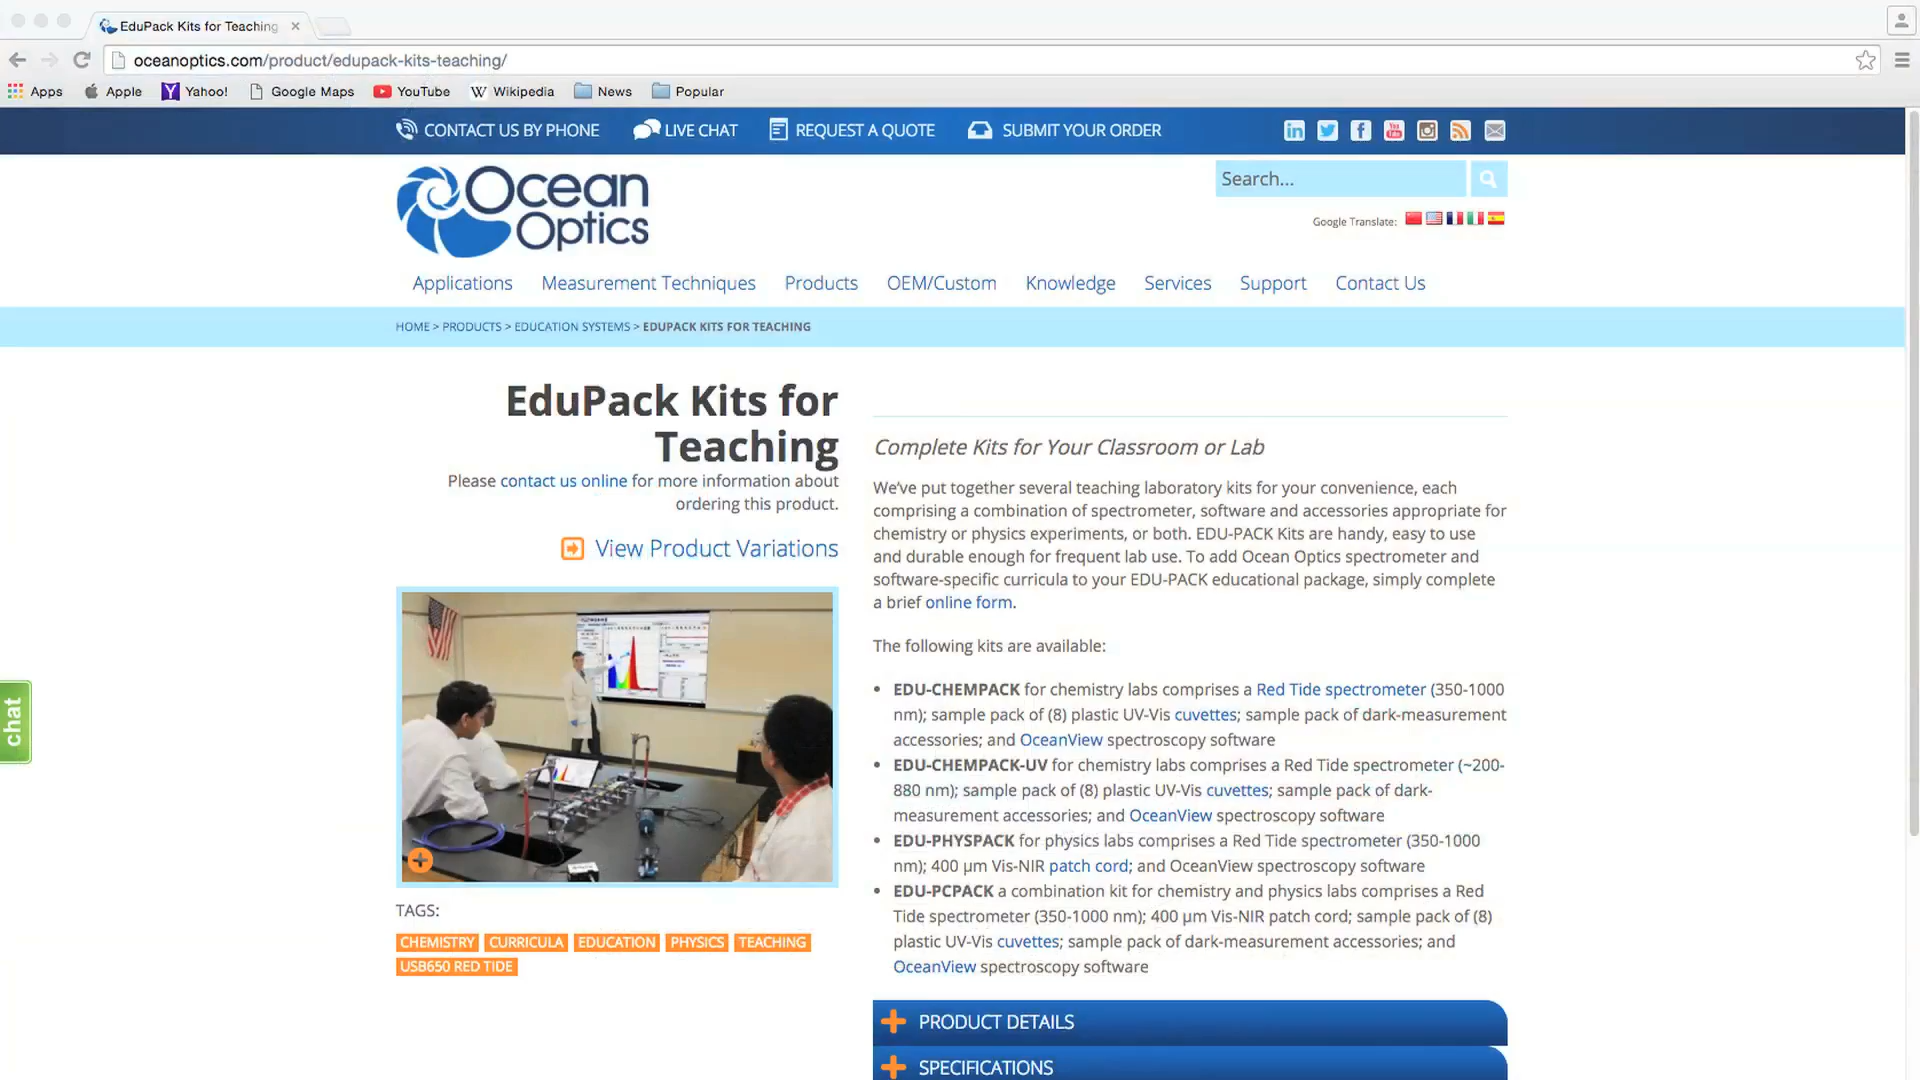 EduPack Kits for Teaching
oceanoptics.com/product/edupack-kits-teaching/
Apps Apple Yahoo! Google Maps YouTube Wikipedia News Popular
CONTACT US BY PHONE LIVE CHAT REQUEST A QUOTE SUBMIT YOUR ORDER
Ocean
Optics
Search...
Google Translate:
Applications Measurement Techniques Products OEM/Custom Knowledge Services Support Contact Us
HOME > PRODUCTS > EDUCATION SYSTEMS > EDUPACK KITS FOR TEACHING
EduPack Kits for
Teaching
Please contact us online for more information about
ordering this product.
View Product Variations
chat
TAGS:
CHEMISTRY CURRICULA EDUCATION PHYSICS TEACHING
USB650 RED TIDE
Complete Kits for Your Classroom or Lab
We've put together several teaching laboratory kits for your convenience, each
comprising a combination of spectrometer, software and accessories appropriate for
chemistry or physics experiments, or both. EDU-PACK Kits are handy, easy to use
and durable enough for frequent lab use. To add Ocean Optics spectrometer and
software-specific curricula to your EDU-PACK educational package, simply complete
a brief online form.
The following kits are available:
• EDU-CHEMPACK for chemistry labs comprises a Red Tide spectrometer (350-1000
nm); sample pack of (8) plastic UV-Vis cuvettes; sample pack of dark-measurement
accessories; and OceanView spectroscopy software
• EDU-CHEMPACK-UV for chemistry labs comprises a Red Tide spectrometer (~200-
880 nm); sample pack of (8) plastic UV-Vis cuvettes; sample pack of dark-
measurement accessories; and OceanView spectroscopy software
• EDU-PHYSPACK for physics labs comprises a Red Tide spectrometer (350-1000
nm); 400 µm Vis-NIR patch cord; and OceanView spectroscopy software
• EDU-PCPACK a combination kit for chemistry and physics labs comprises a Red
Tide spectrometer (350-1000 nm); 400 µm Vis-NIR patch cord; sample pack of (8)
plastic UV-Vis cuvettes; sample pack of dark-measurement accessories; and
OceanView spectroscopy software
PRODUCT DETAILS
SPECIFICATIONS